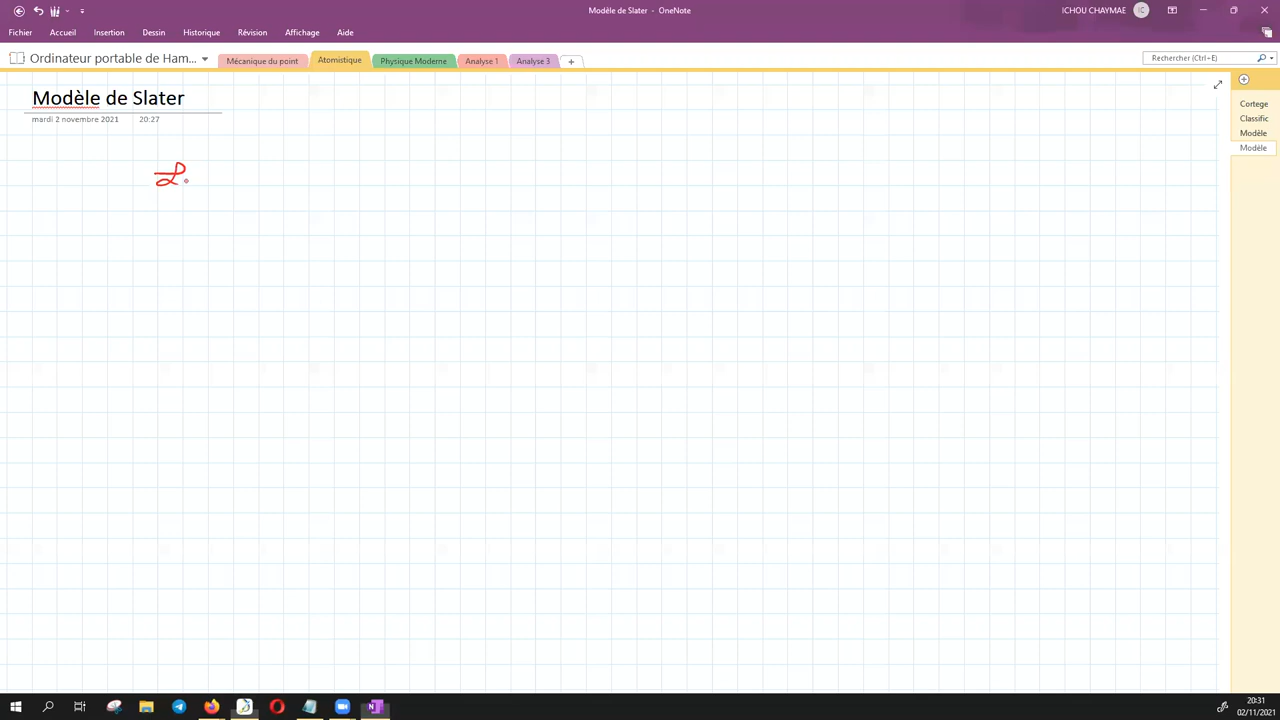 Modèle de Slater - OneNote
ICHOU CHAYMAE IC
Fichier Accueil Insertion Dessin Historique Révision Affichage Aide
Ordinateur portable de Ham... Mécanique du point Atomistique Physique Moderne Analyse 1 Analyse 3 +
Rechercher (Ctrl+E)
Modèle de Slater
mardi 2 novembre 2021 20:27
Cortege
Classific
Modèle
Modèle
20:31
02/11/2021